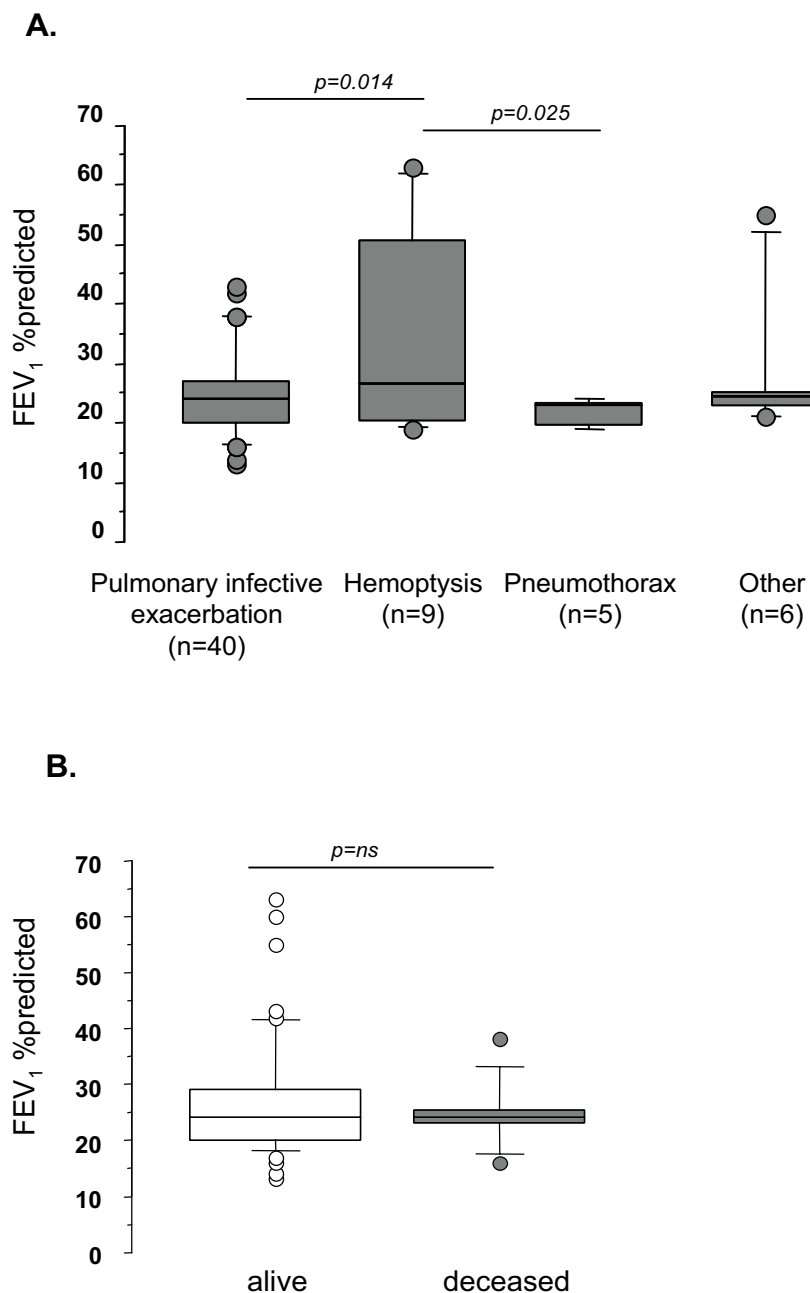 A.
p=0.014
p=0.025
70
60
50
40
30
20
10
0
FEV1 %predicted
Pulmonary infective exacerbation (n=40)
Hemoptysis (n=9)
Pneumothorax (n=5)
Other (n=6)
B.
p=ns
70
60
50
40
30
20
10
0
FEV1 %predicted
alive
deceased